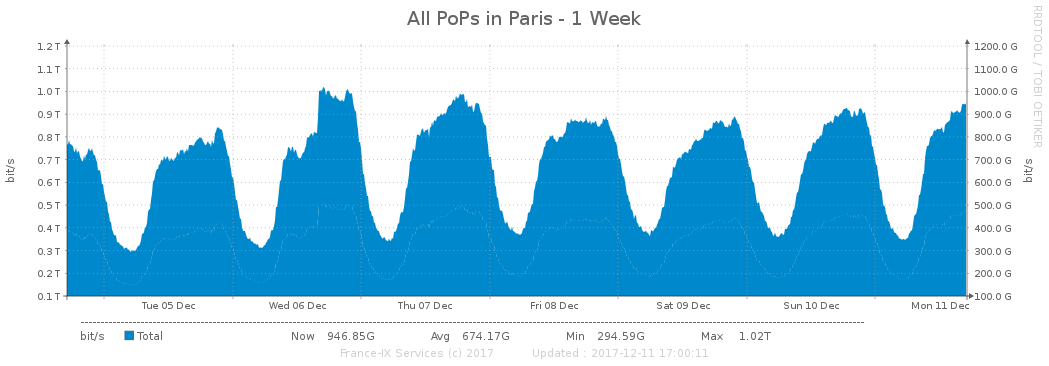 All PoPs in Paris - 1 Week
RRDTOOL / TOBI OETIKER
1.2 T 1200.0 G
1.1 T 1100.0 G
1.0 T 1000.0 G
0.9 T 900.0 G
0.8 T 800.0 G
0.7 T 700.0 G
0.6 T 600.0 G
0.5 T 500.0 G
0.4 T 400.0 G
0.3 T 300.0 G
0.2 T 200.0 G
0.1 T 100.0 G
bit/s
bit/s
Tue 05 Dec Wed 06 Dec Thu 07 Dec Fri 08 Dec Sat 09 Dec Sun 10 Dec Mon 11 Dec
bit/s Total Now 946.85G Avg 674.17G Min 294.59G Max 1.02T
France-IX Services (c) 2017 Updated : 2017-12-11 17:00:11